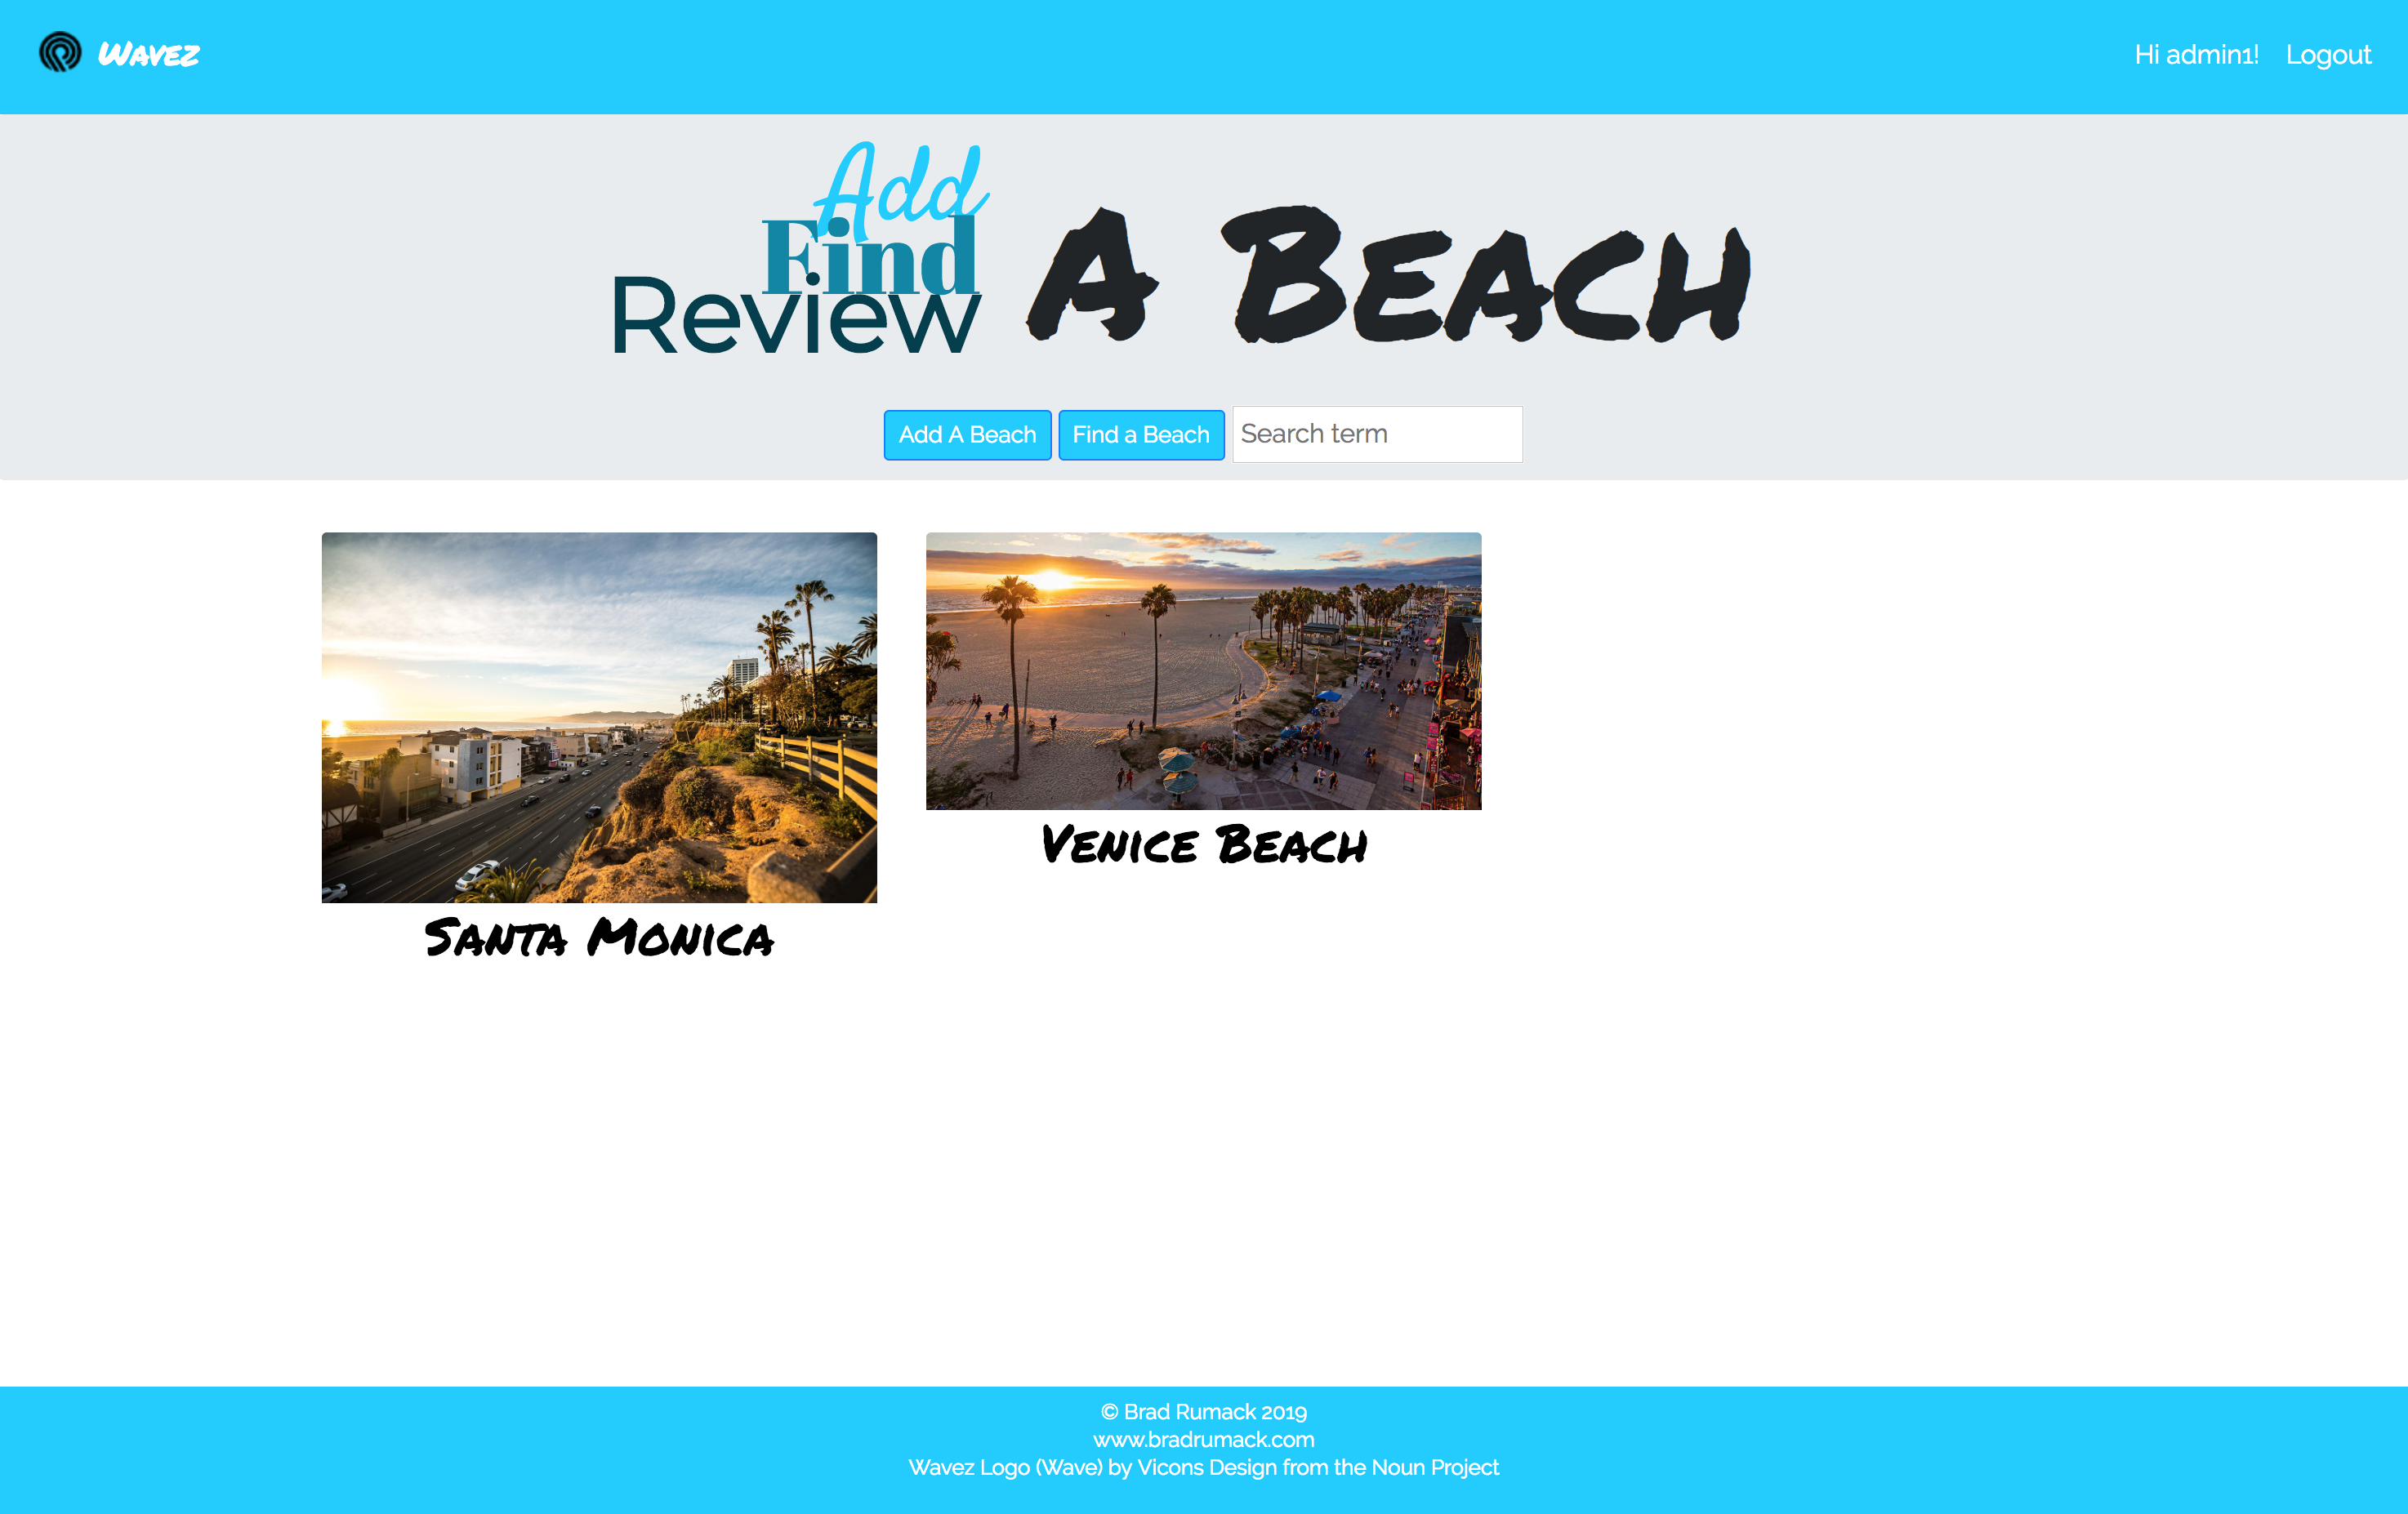 Wavez
Hi admin1! Logout
Add
Find
Review
A Beach
Add A Beach
Find a Beach
Search term
Santa Monica
Venice Beach
© Brad Rumack 2019
www.bradrumack.com
Wavez Logo (Wave) by Vicons Design from the Noun Project